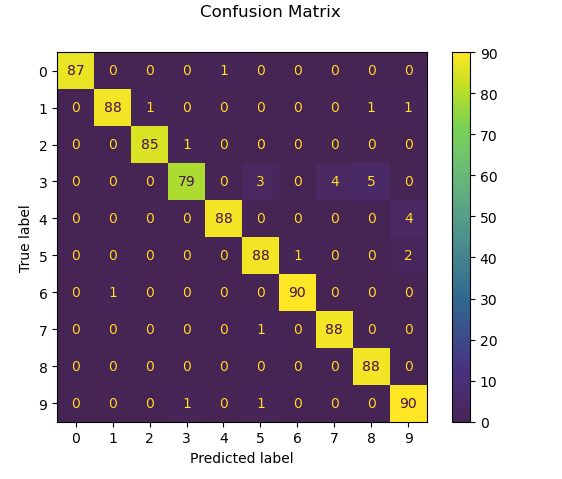 Confusion Matrix
0 87 0 0 0 1 0 0 0 0 0
1 0 88 1 0 0 0 0 0 1 1
2 0 0 85 1 0 0 0 0 0 0
3 0 0 0 79 0 3 0 4 5 0
4 0 0 0 0 88 0 0 0 0 4
5 0 0 0 0 0 88 1 0 0 2
6 0 1 0 0 0 0 90 0 0 0
7 0 0 0 0 0 1 0 88 0 0
8 0 0 0 0 0 0 0 0 88 0
9 0 0 0 1 0 1 0 0 0 90
0 1 2 3 4 5 6 7 8 9
Predicted label
True label
90
80
70
60
50
40
30
20
10
0